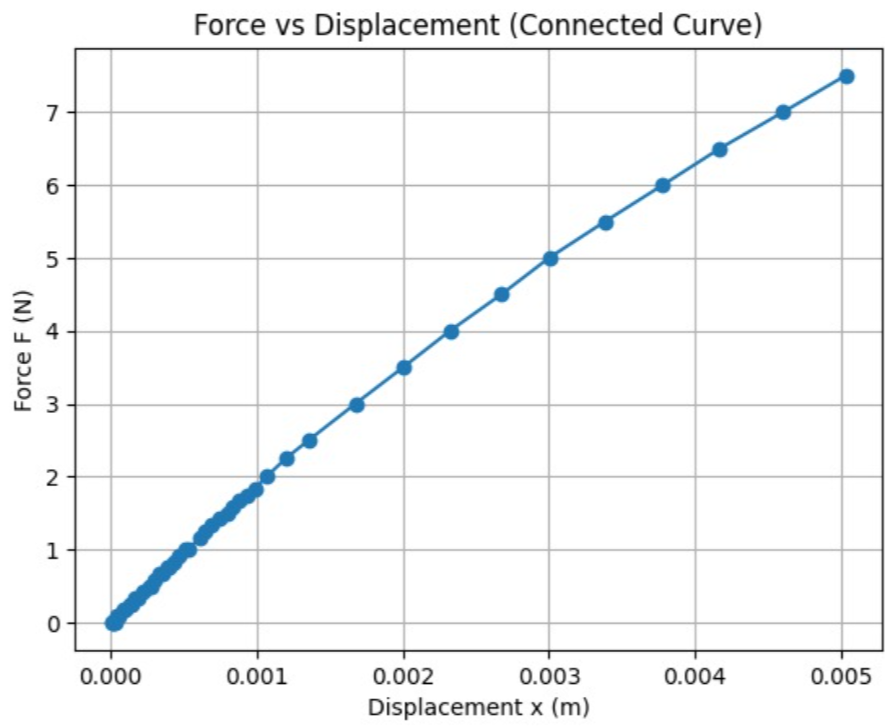 Force vs Displacement (Connected Curve)
Force F (N)
7
6
5
4
3
2
1
0
0.000 0.001 0.002 0.003 0.004 0.005
Displacement x (m)